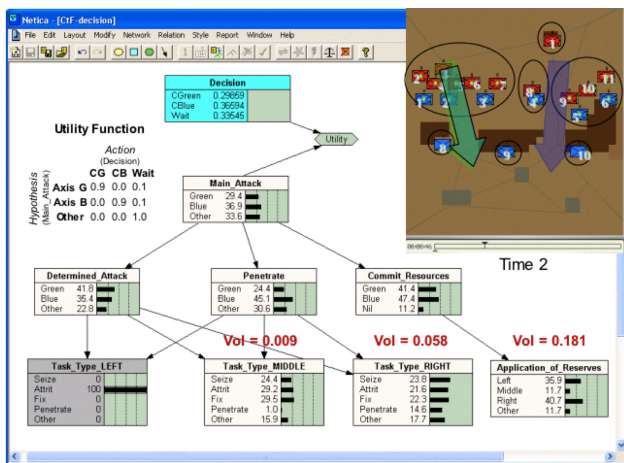 Netica - [CtF-decision]
File Edit Layout Modify Network Relation Style Report Window Help
Decision
CGreen 0.29859
CBlue 0.36594
Wait 0.33545
Utility
Utility Function
Action
(Decision)
CG CB Wait
Hypothesis
(Main_Attack)
Axis G 0.9 0.0 0.1
Axis B 0.0 0.9 0.1
Other 0.0 0.0 1.0
Main_Attack
Green 29.4
Blue 36.9
Other 33.6
Time 2
Determined_Attack
Green 41.8
Blue 35.4
Other 22.8
Penetrate
Green 24.4
Blue 45.1
Other 30.6
Commit_Resources
Green 41.4
Blue 47.4
Nil 11.2
VoI = 0.009
VoI = 0.058
VoI = 0.181
Task_Type_LEFT
Seize 0
Attrit 100
Fix 0
Penetrate 0
Other 0
Task_Type_MIDDLE
Seize 24.4
Attrit 29.2
Fix 29.5
Penetrate 1.0
Other 15.9
Task_Type_RIGHT
Seize 23.8
Attrit 21.6
Fix 22.3
Penetrate 14.6
Other 17.7
Application_of_Reserves
Left 35.9
Middle 11.7
Right 40.7
Other 11.7